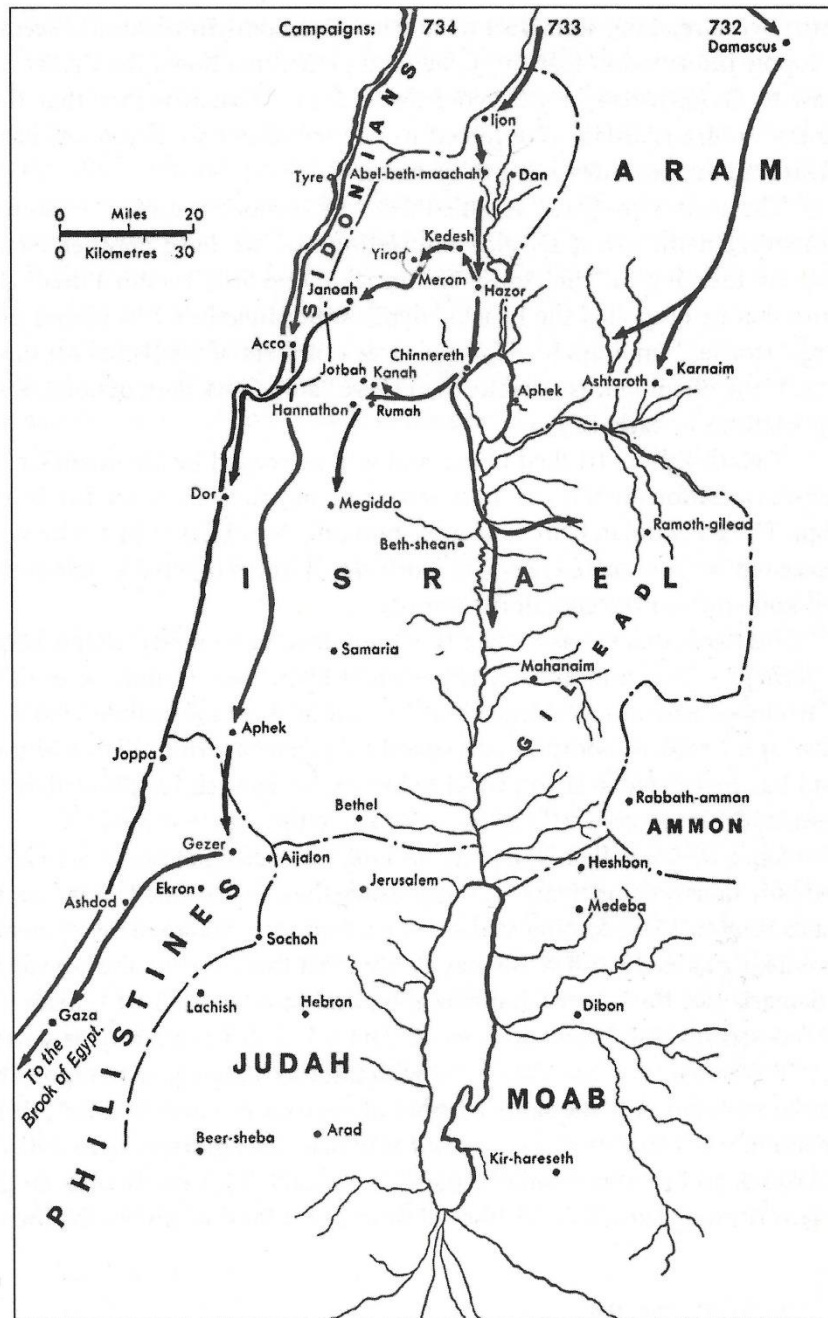 Campaigns: 734 733 732
Damascus
Ijon
SIDONIANS
ARAM
Tyre
Abel-beth-maachah
Dan
0 Miles 20
0 Kilometres 30
Kedesh
Yiron
Merom
Janoah
Hazor
Acco
Chinnereth
Jotbah
Kanah
Karnaim
Ashtaroth
Aphek
Hannathon
Rumah
Dor
Megiddo
Ramoth-gilead
Beth-shean
ISRAEL
GILEAD
Samaria
Mahanaim
Aphek
Joppa
Bethel
Rabbath-amman
AMMON
Gezer
Aijalon
Heshbon
Ekron
Jerusalem
Ashdod
Medeba
Sochoh
PHILISTINES
Lachish
Hebron
Dibon
Gaza
To the
Brook of Egypt.
JUDAH
MOAB
Arad
Beer-sheba
Kir-hareseth